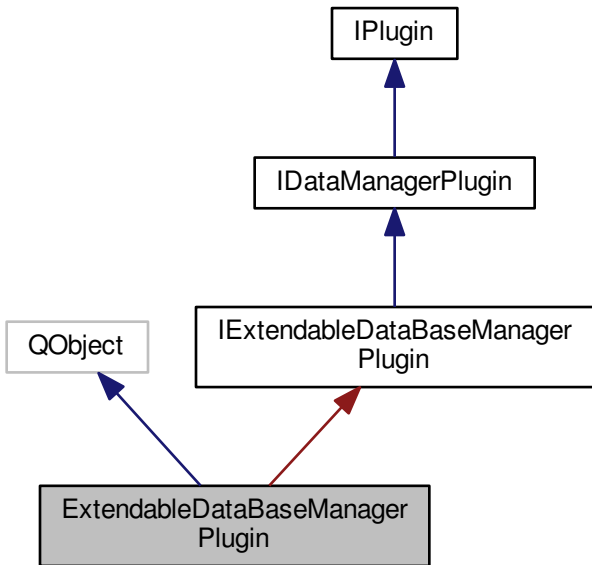 IPlugin
IDataManagerPlugin
IExtendableDataBaseManager
Plugin
QObject
ExtendableDataBaseManager
Plugin